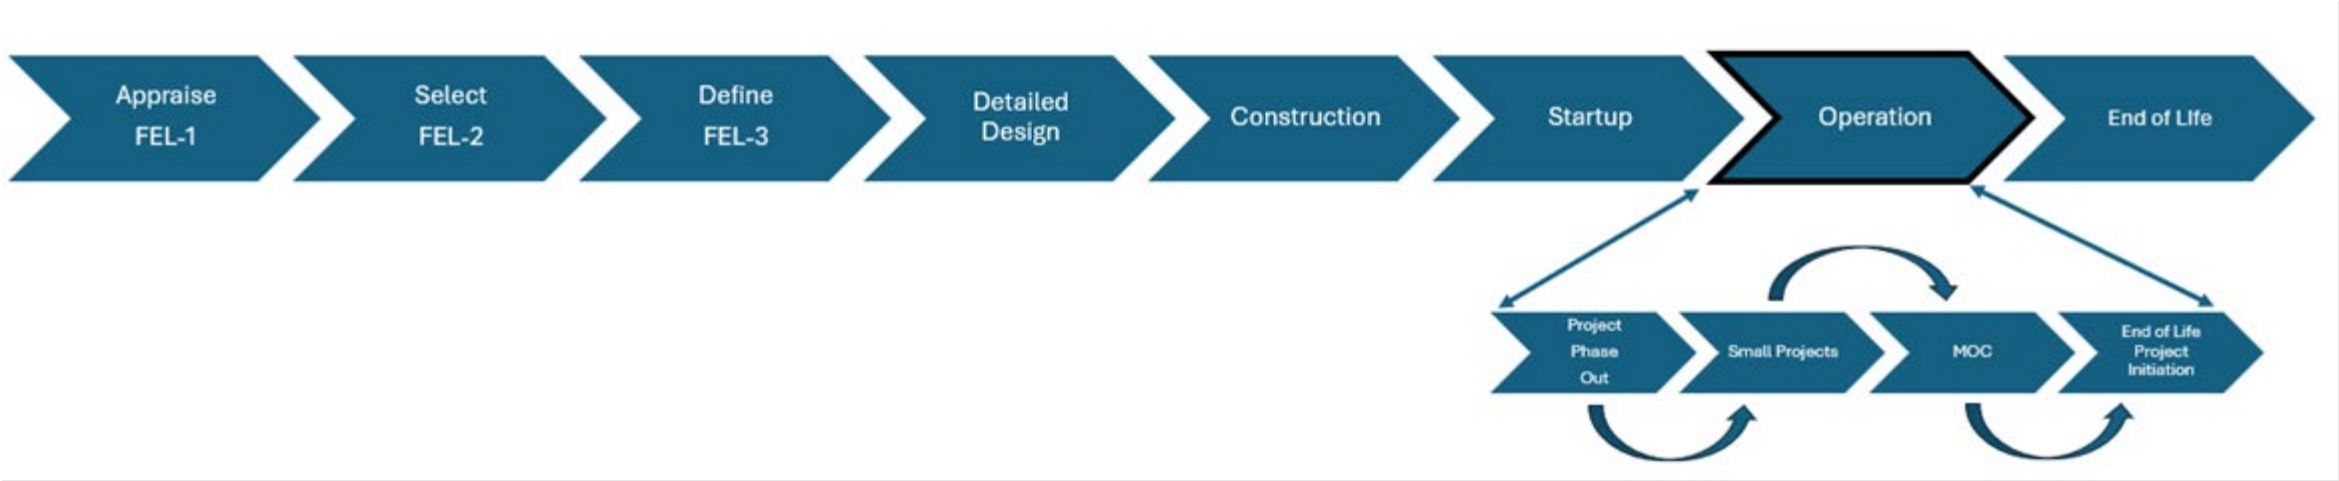 Appraise
FEL-1
Select
FEL-2
Define
FEL-3
Detailed
Design
Construction
Startup
Operation
End of LIfe
Project
Phase
Out
Small Projects
MOC
End of Life
Project
Initiation